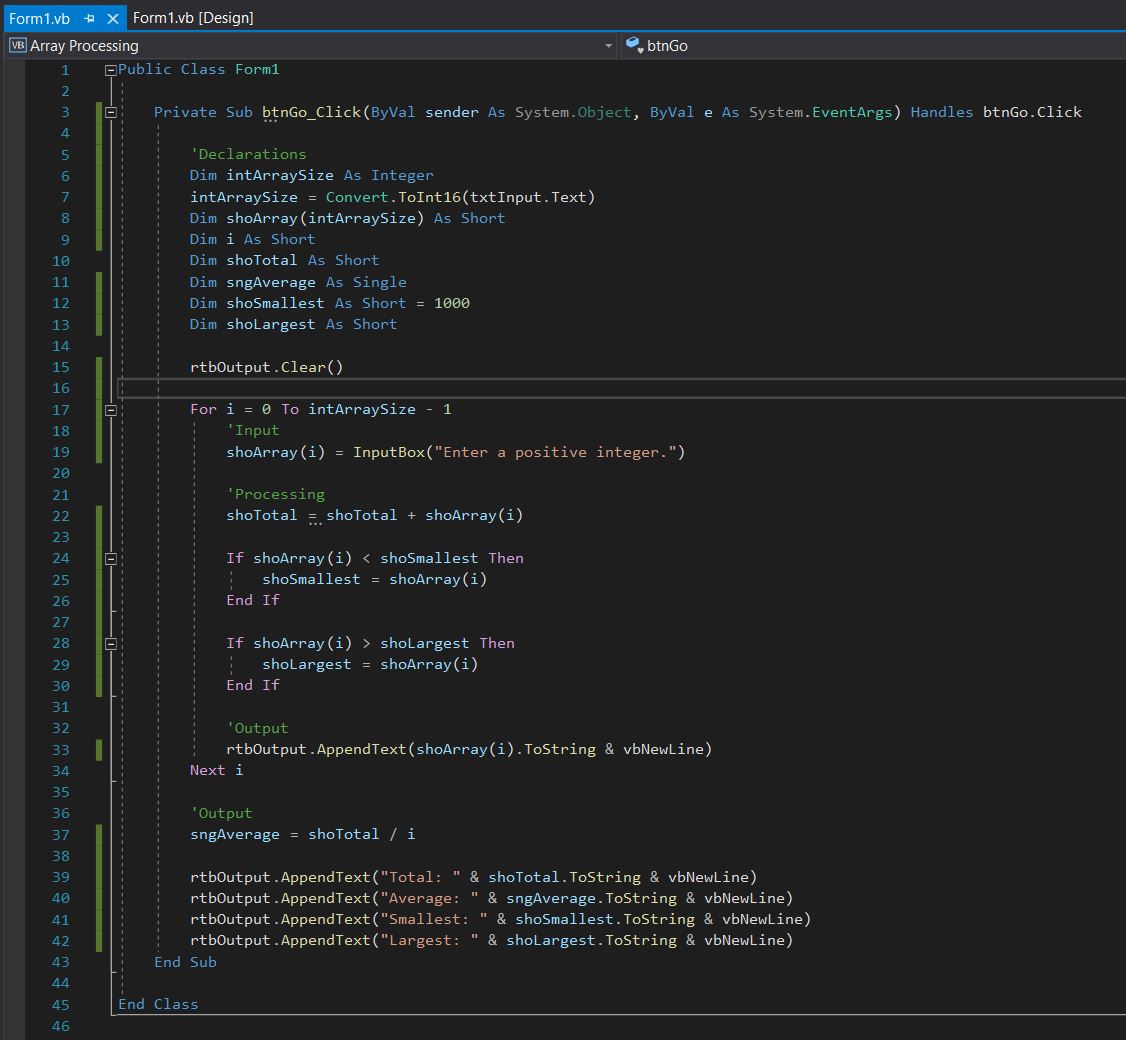 Form1.vb Form1.vb [Design]
VB Array Processing btnGo
1 Public Class Form1
2
3 Private Sub btnGo_Click(ByVal sender As System.Object, ByVal e As System.EventArgs) Handles btnGo.Click
4
5 'Declarations
6 Dim intArraySize As Integer
7 intArraySize = Convert.ToInt16(txtInput.Text)
8 Dim shoArray(intArraySize) As Short
9 Dim i As Short
10 Dim shoTotal As Short
11 Dim sngAverage As Single
12 Dim shoSmallest As Short = 1000
13 Dim shoLargest As Short
14
15 rtbOutput.Clear()
16
17 For i = 0 To intArraySize - 1
18 'Input
19 shoArray(i) = InputBox("Enter a positive integer.")
20
21 'Processing
22 shoTotal = shoTotal + shoArray(i)
23
24 If shoArray(i) < shoSmallest Then
25 shoSmallest = shoArray(i)
26 End If
27
28 If shoArray(i) > shoLargest Then
29 shoLargest = shoArray(i)
30 End If
31
32 'Output
33 rtbOutput.AppendText(shoArray(i).ToString & vbNewLine)
34 Next i
35
36 'Output
37 sngAverage = shoTotal / i
38
39 rtbOutput.AppendText("Total: " & shoTotal.ToString & vbNewLine)
40 rtbOutput.AppendText("Average: " & sngAverage.ToString & vbNewLine)
41 rtbOutput.AppendText("Smallest: " & shoSmallest.ToString & vbNewLine)
42 rtbOutput.AppendText("Largest: " & shoLargest.ToString & vbNewLine)
43 End Sub
44
45 End Class
46